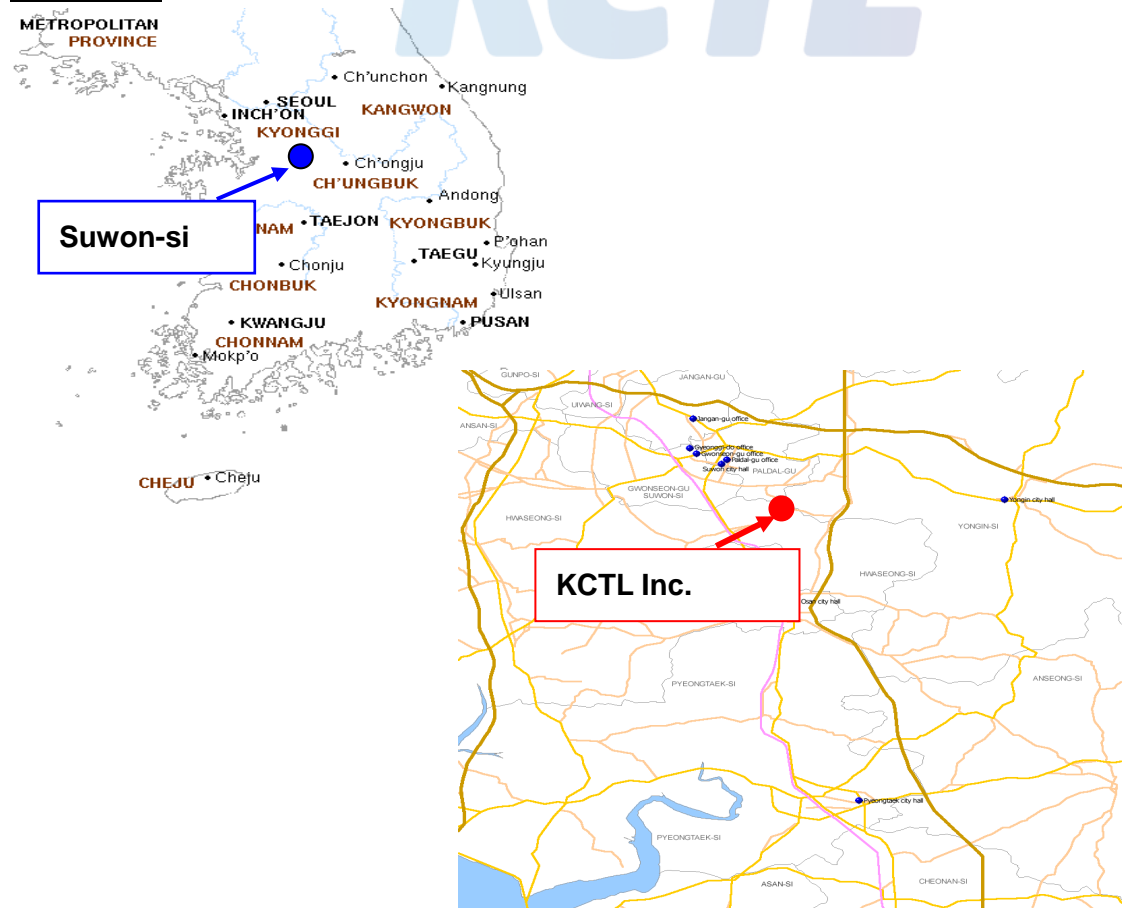 KCTL
METROPOLITAN
PROVINCE
Ch'unchon
Kangnung
SEOUL
KANGWON
INCH'ON
KYONGGI
Ch'ongju
CH'UNGBUK
Andong
Suwon-si
NAM
TAEJON
KYONGBUK
P'ohan
TAEGU
Kyungju
Chonju
CHONBUK
Ulsan
KYONGNAM
KWANGJU
PUSAN
CHONNAM
Mokp'o
CHEJU
Cheju
GUNPO-SI
JANGAN-GU
UIWANG-SI
Jangan-gu office
ANSAN-SI
Gyeonggi-do office
Gwonseon-gu office
Paldal-gu office
Suwon city hall
PALDAL-GU
GWONSEON-GU
SUWON-SI
Yongin city hall
HWASEONG-SI
YONGIN-SI
KCTL Inc.
HWASEONG-SI
Osan city hall
PYEONGTAEK-SI
ANSEONG-SI
Pyeongtaek city hall
PYEONGTAEK-SI
ASAN-SI
CHEONAN-SI